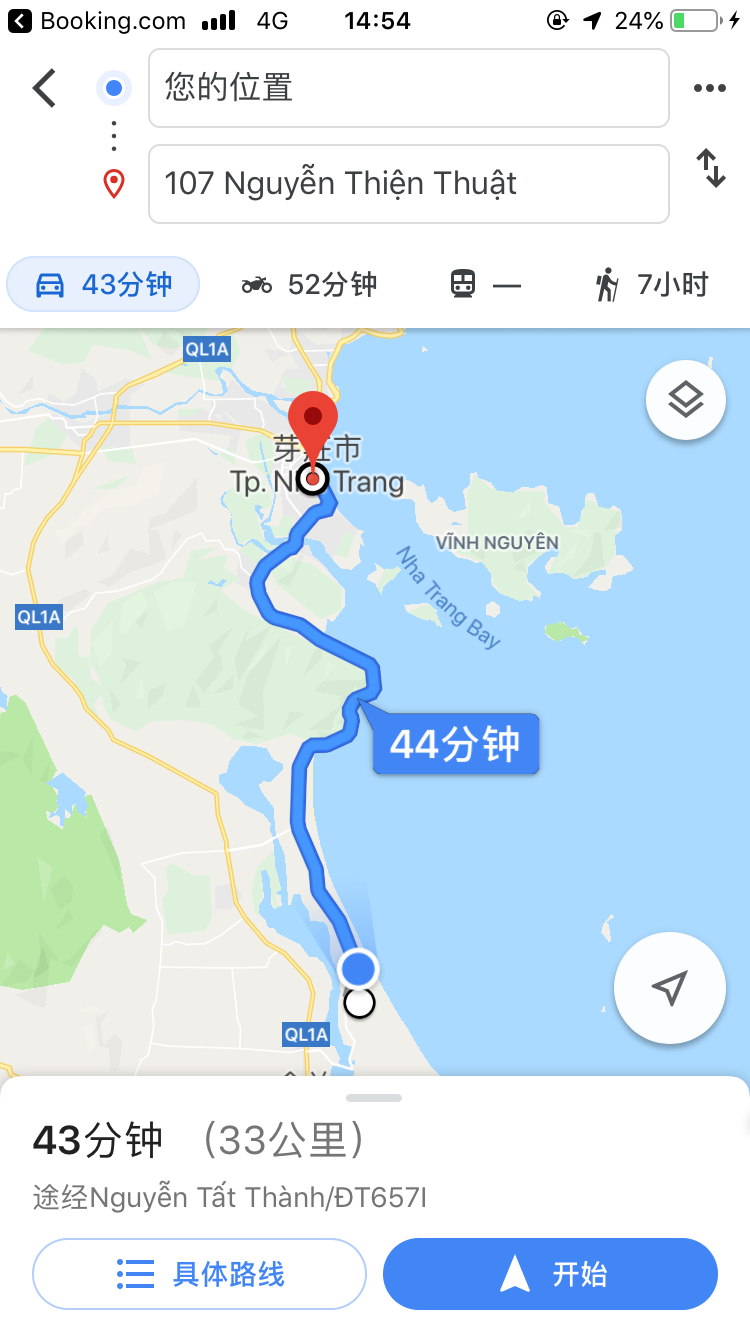 Booking.com 4G 14:54 24%
您的位置
107 Nguyễn Thiện Thuật
43分钟 52分钟 — 7小时
QL1A
芽庄市
Tp. Nha Trang
VĨNH NGUYÊN
Nha Trang Bay
QL1A
44分钟
QL1A
43分钟 (33公里)
途经Nguyễn Tất Thành/ĐT657I
具体路线 开始